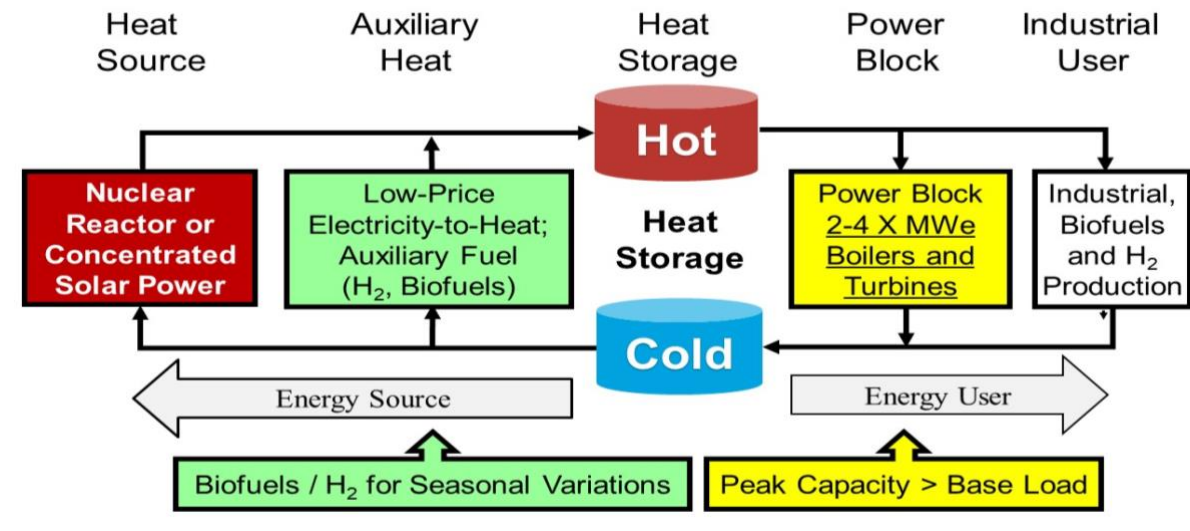 Heat
Source
Auxiliary
Heat
Heat
Storage
Power
Block
Industrial
User
Hot
Nuclear
Reactor or
Concentrated
Solar Power
Low-Price
Electricity-to-Heat;
Auxiliary Fuel
(H₂, Biofuels)
Heat
Storage
Power Block
2-4 X MWe
Boilers and
Turbines
Industrial,
Biofuels
and H₂
Production
Cold
Energy Source
Energy User
Biofuels / H₂ for Seasonal Variations
Peak Capacity > Base Load